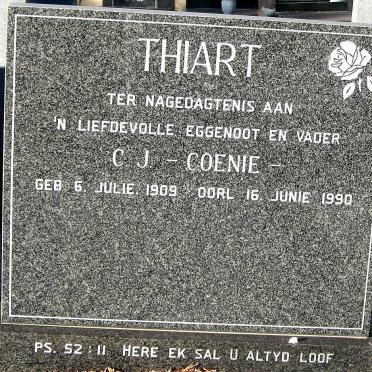 THIART
TER NAGEDAGTENIS AAN
'N LIEFDEVOLLE EGGENOOT EN VADER
C. J. - COENIE -
GEB 6. JULIE. 1909 OORL 16. JUNIE 1990
PS. 52:11 HERE EK SAL U ALTYD LOOF